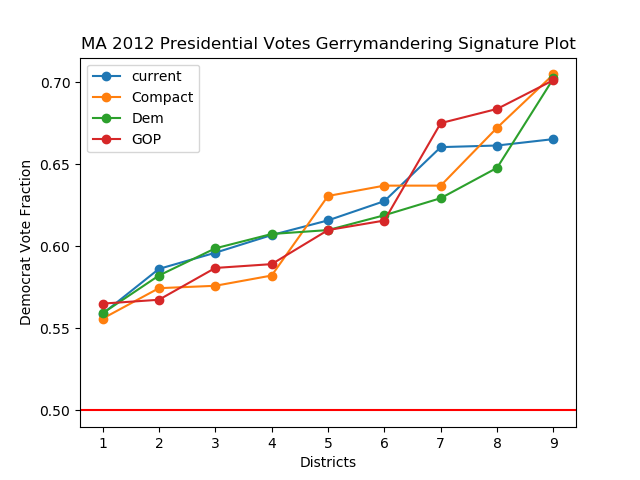 MA 2012 Presidential Votes Gerrymandering Signature Plot
current
Compact
Dem
GOP
0.70
0.65
0.60
0.55
0.50
Democrat Vote Fraction
1 2 3 4 5 6 7 8 9
Districts